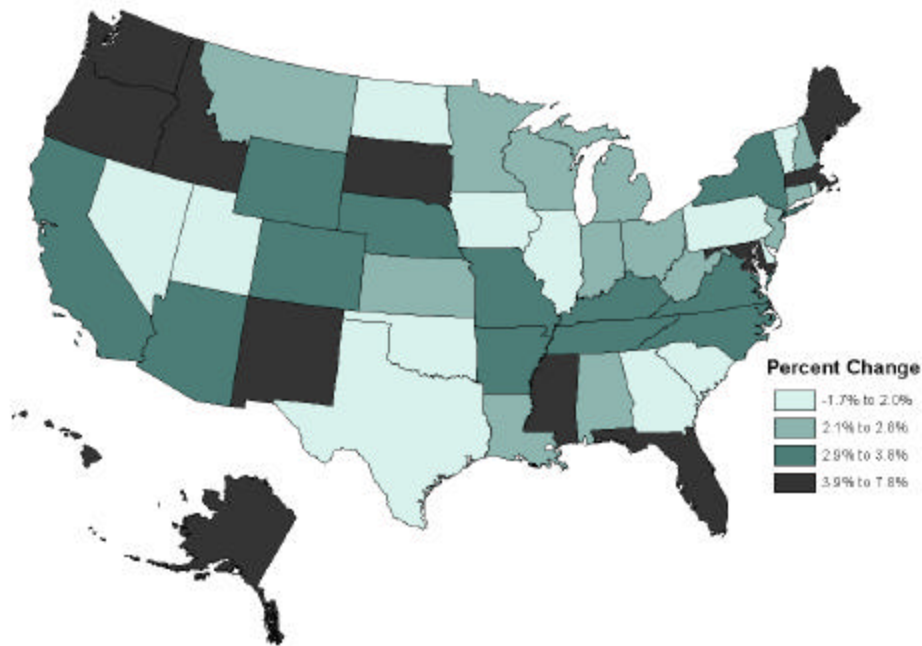 Percent Change
-1.7% to 2.0%
2.1% to 2.8%
2.9% to 3.8%
3.9% to 7.8%